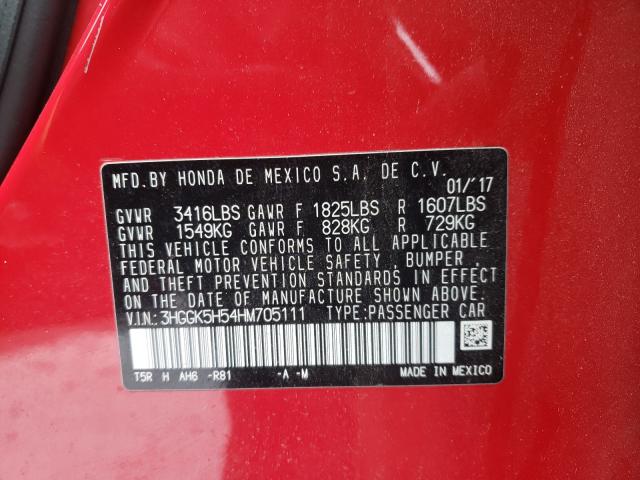 MFD. BY HONDA DE MEXICO S.A. DE C.V.
01/'17
GVWR 3416LBS GAWR F 1825LBS R 1607LBS
GVWR 1549KG GAWR F 828KG R 729KG
THIS VEHICLE CONFORMS TO ALL APPLICABLE
FEDERAL MOTOR VEHICLE SAFETY, BUMPER,
AND THEFT PREVENTION STANDARDS IN EFFECT
ON THE DATE OF MANUFACTURE SHOWN ABOVE.
V.I.N.: 3HGGK5H54HM705111 TYPE:PASSENGER CAR
T5R H AH6 -R81 -A -M MADE IN MEXICO